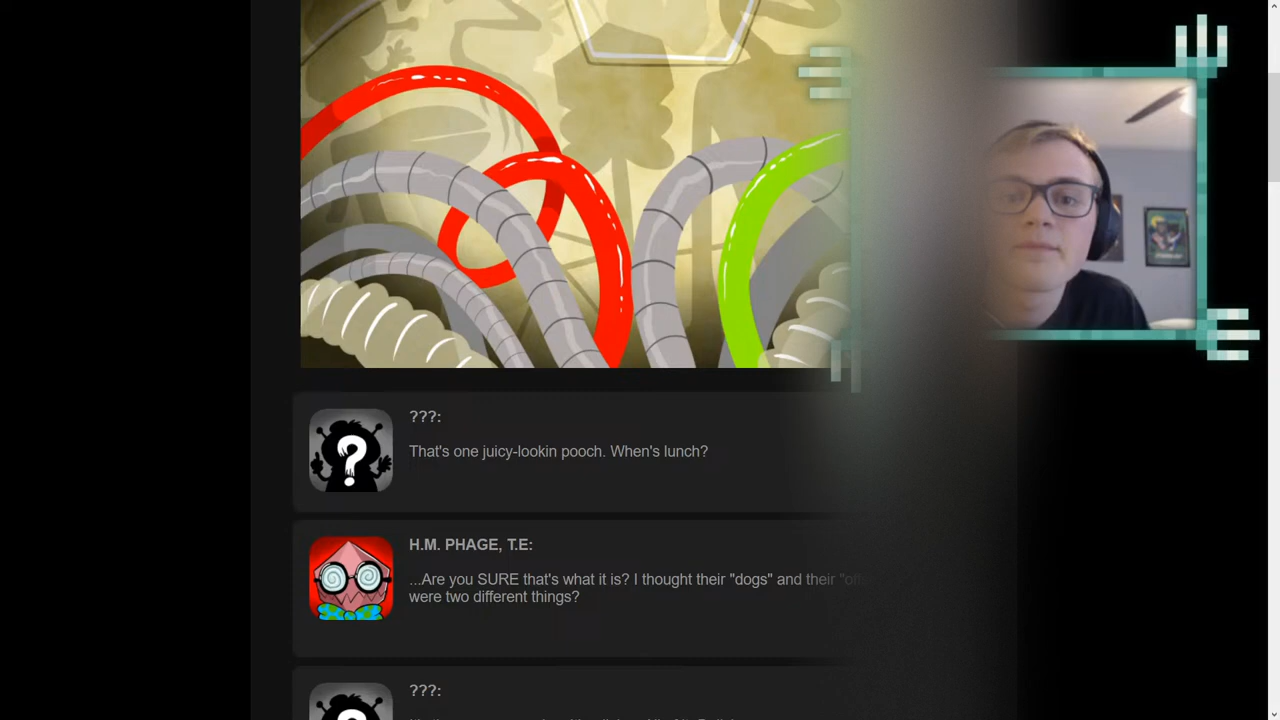 ???:
That's one juicy-lookin pooch. When's lunch?
H.M. PHAGE, T.E:
...Are you SURE that's what it is? I thought their "dogs" and their
were two different things?
???: